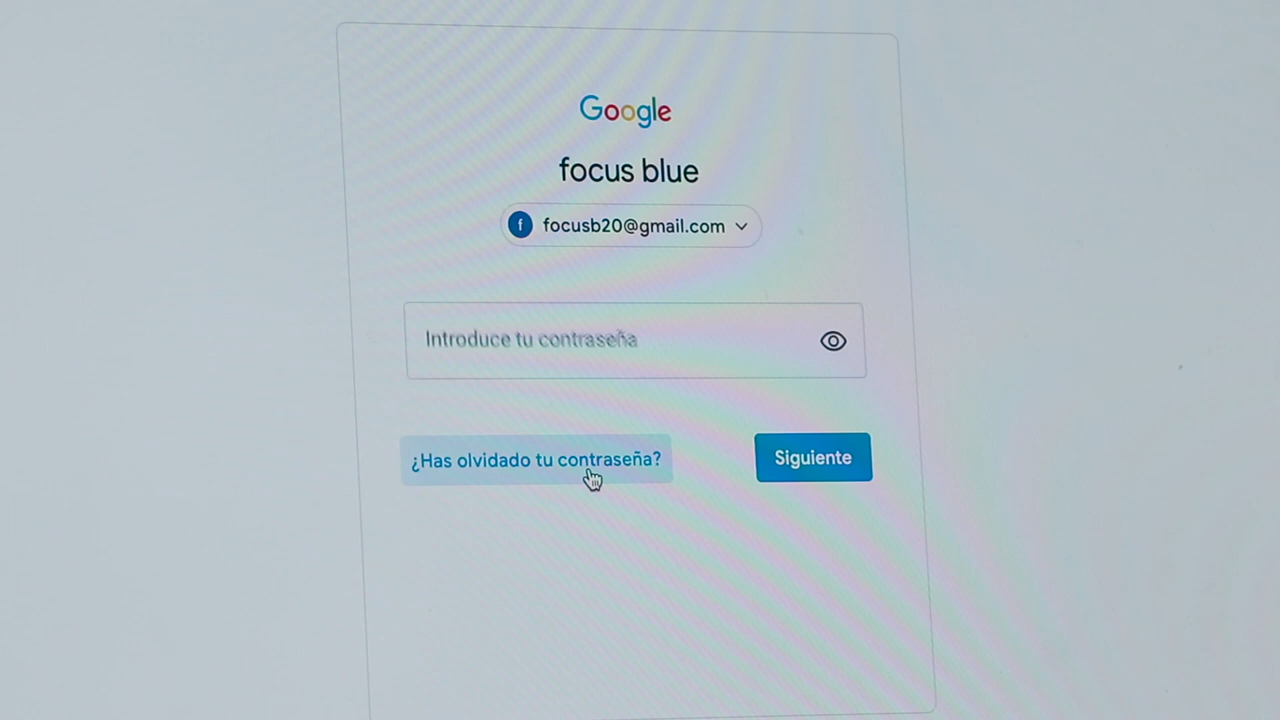 Google
focus blue
f focusb20@gmail.com
Introduce tu contraseña
¿Has olvidado tu contraseña?
Siguiente